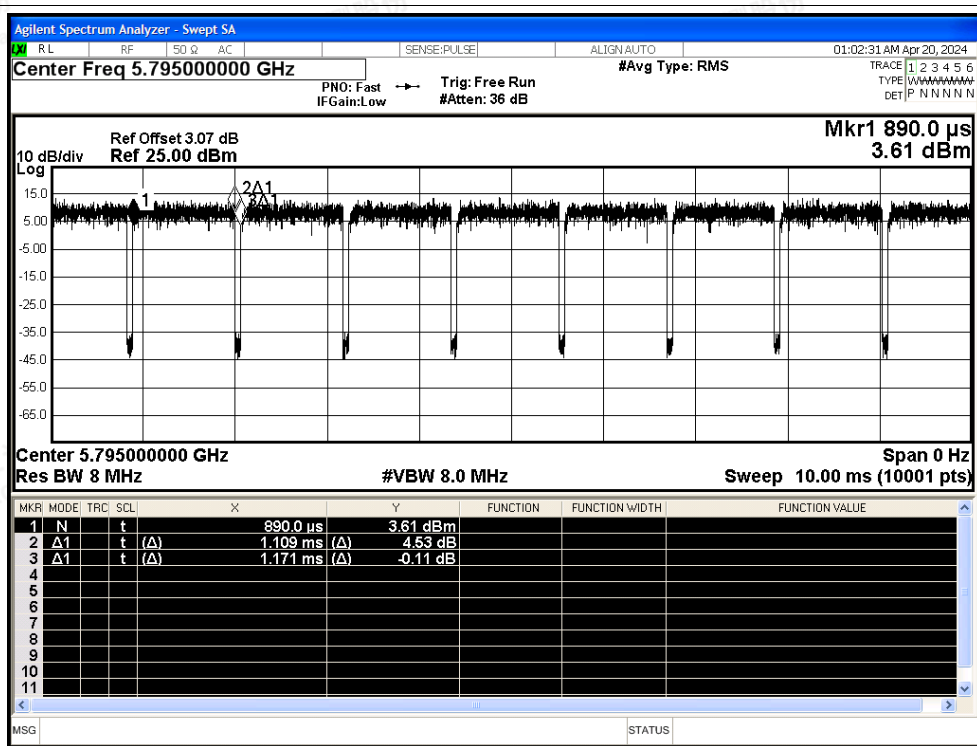 Agilent Spectrum Analyzer - Swept SA
LXI RL RF 50 Ω AC SENSE:PULSE ALIGN AUTO 01:02:31 AM Apr 20, 2024
Center Freq 5.795000000 GHz #Avg Type: RMS TRACE 1 2 3 4 5 6
PNO: Fast Trig: Free Run TYPE W
IFGain:Low #Atten: 36 dB DET P N N N N N
Mkr1 890.0 µs
Ref Offset 3.07 dB
10 dB/div Ref 25.00 dBm 3.61 dBm
Log
15.0
5.00
-5.00
-15.0
-25.0
-35.0
-45.0
-55.0
-65.0
1
2Δ1
3Δ1
Center 5.795000000 GHz Span 0 Hz
Res BW 8 MHz #VBW 8.0 MHz Sweep 10.00 ms (10001 pts)
MKR MODE TRC SCL X Y FUNCTION FUNCTION WIDTH FUNCTION VALUE
1 N t 890.0 µs 3.61 dBm
2 Δ1 t (Δ) 1.109 ms (Δ) 4.53 dB
3 Δ1 t (Δ) 1.171 ms (Δ) -0.11 dB
4
5
6
7
8
9
10
11
MSG STATUS